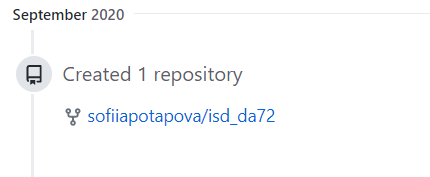 September 2020
Created 1 repository
sofiiapotapova/isd_da72